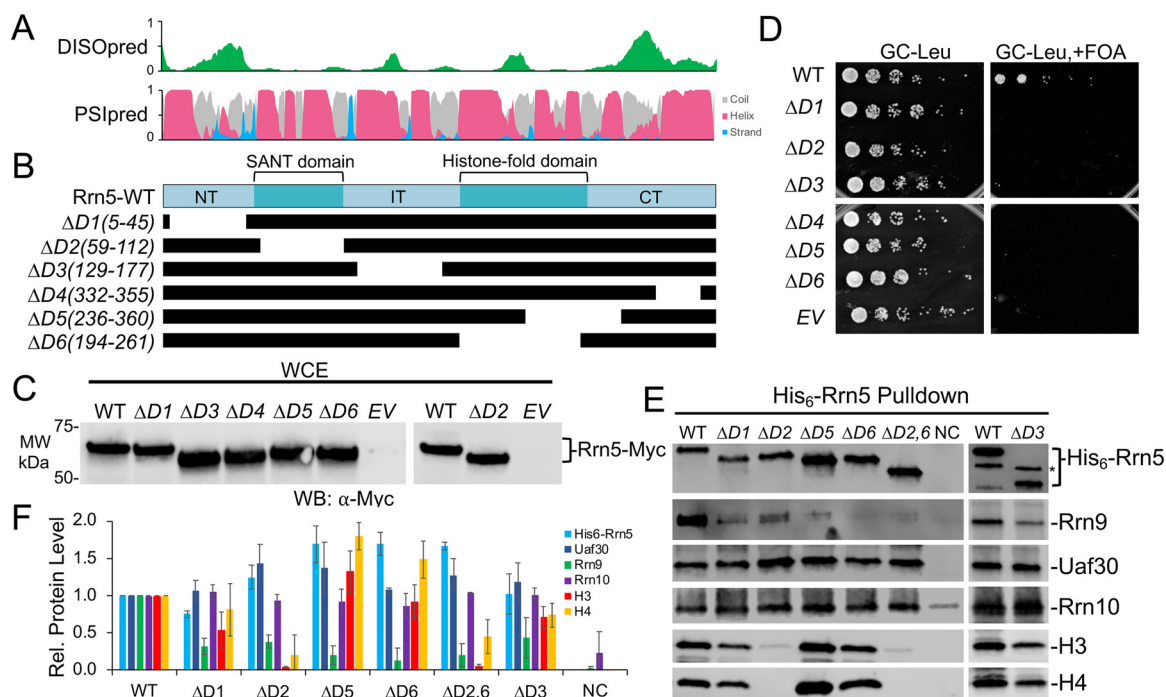 A
DISOpred
1
0
PSIpred
1
0
Coil
Helix
Strand
B
SANT domain
Histone-fold domain
Rrn5-WT
NT
IT
CT
ΔD1(5-45)
ΔD2(59-112)
ΔD3(129-177)
ΔD4(332-355)
ΔD5(236-360)
ΔD6(194-261)
C
WCE
WT ΔD1 ΔD3 ΔD4 ΔD5 ΔD6 EV
WT ΔD2 EV
MW
kDa
75-
50-
-Rrn5-Myc
WB: α-Myc
D
GC-Leu
GC-Leu,+FOA
WT
ΔD1
ΔD2
ΔD3
ΔD4
ΔD5
ΔD6
EV
E
His6-Rrn5 Pulldown
WT ΔD1 ΔD2 ΔD5 ΔD6 ΔD2,6 NC
WT ΔD3
*
-His6-Rrn5
-Rrn9
-Uaf30
-Rrn10
-H3
-H4
F
Rel. Protein Level
2.0
1.5
1.0
0.5
0.0
His6-Rrn5
Uaf30
Rrn9
Rrn10
H3
H4
WT ΔD1 ΔD2 ΔD5 ΔD6 ΔD2,6 ΔD3 NC